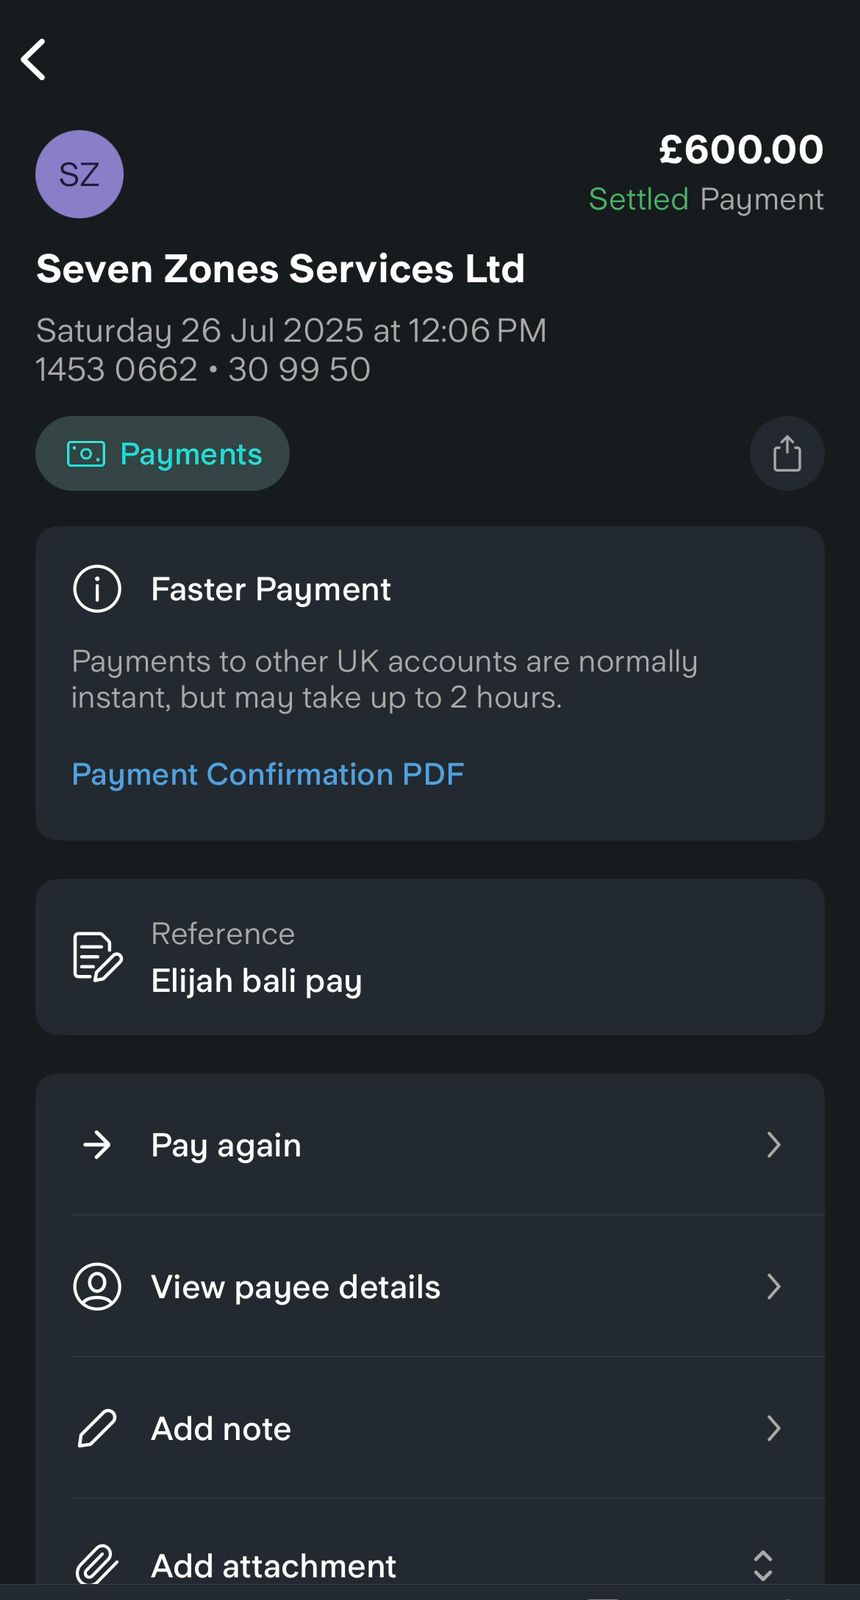 SZ
£600.00
Settled Payment
Seven Zones Services Ltd
Saturday 26 Jul 2025 at 12:06 PM
1453 0662 • 30 99 50
Payments
Faster Payment
Payments to other UK accounts are normally
instant, but may take up to 2 hours.
Payment Confirmation PDF
Reference
Elijah bali pay
Pay again
View payee details
Add note
Add attachment